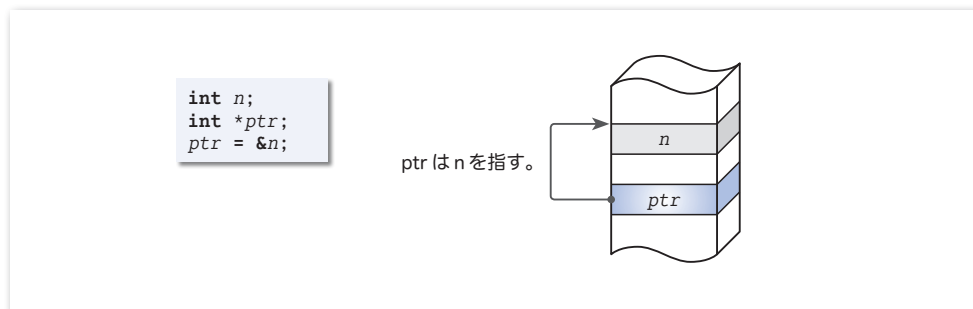 int n;
int *ptr;
ptr = &n;
ptr は n を指す。
n
ptr